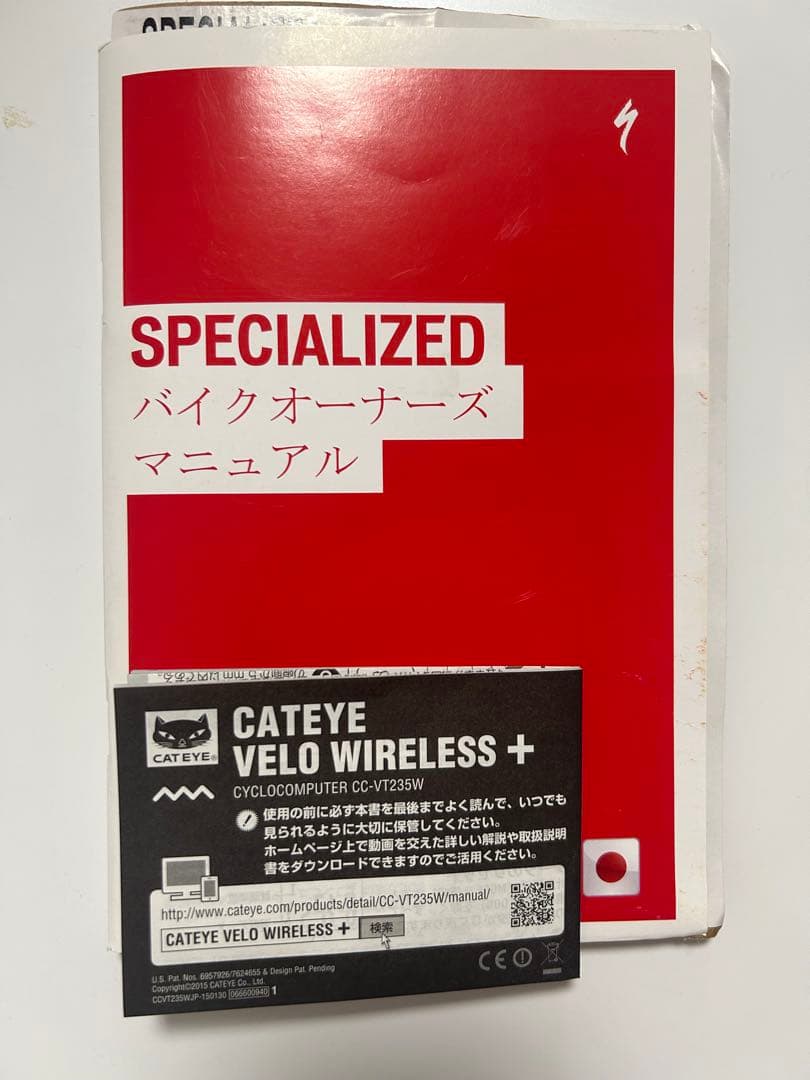 SPECIALIZED
バイクオーナーズ
マニュアル
CATEYE
VELO WIRELESS +
CAT EYE®
CYCLOCOMPUTER CC-VT235W
使用の前に必ず本書を最後までよく読んで、いつでも
見られるように大切に保管してください。
ホームページ上で動画を交えた詳しい解説や取扱説明
書をダウンロードできますのでご活用ください。
http://www.cateye.com/products/detail/CC-VT235W/manual/
CATEYE VELO WIRELESS + 検索
U.S. Pat. Nos. 6957926/7624655 & Design Pat. Pending
Copyright©2015 CATEYE Co., Ltd.
CCVT235WJP-150130 066600940 1
CE